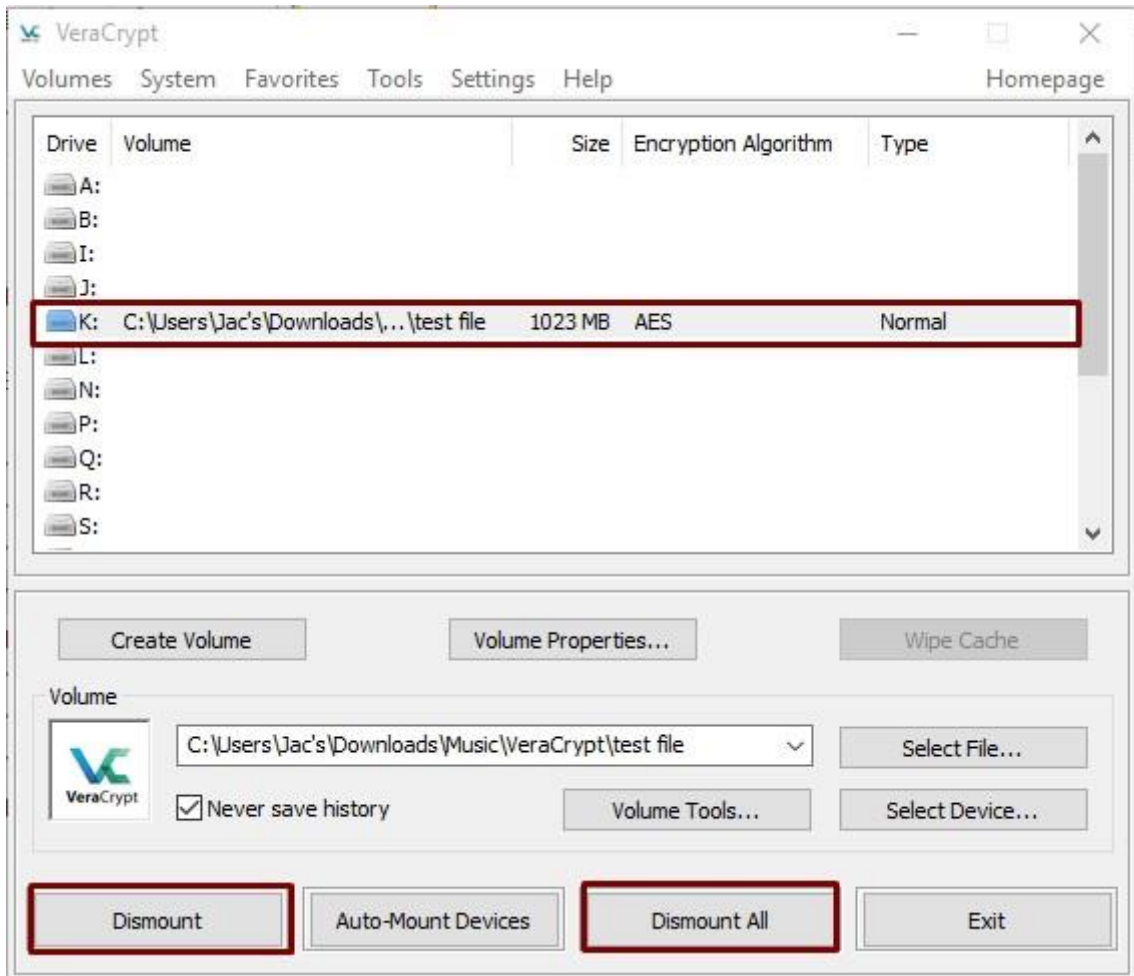 VeraCrypt
Volumes System Favorites Tools Settings Help Homepage
Drive Volume Size Encryption Algorithm Type
A:
B:
I:
J:
K: C:\Users\Jac's\Downloads\...\test file 1023 MB AES Normal
L:
N:
P:
Q:
R:
S:
Create Volume Volume Properties... Wipe Cache
Volume
C:\Users\Jac's\Downloads\Music\VeraCrypt\test file Select File...
VeraCrypt Never save history Volume Tools... Select Device...
Dismount Auto-Mount Devices Dismount All Exit